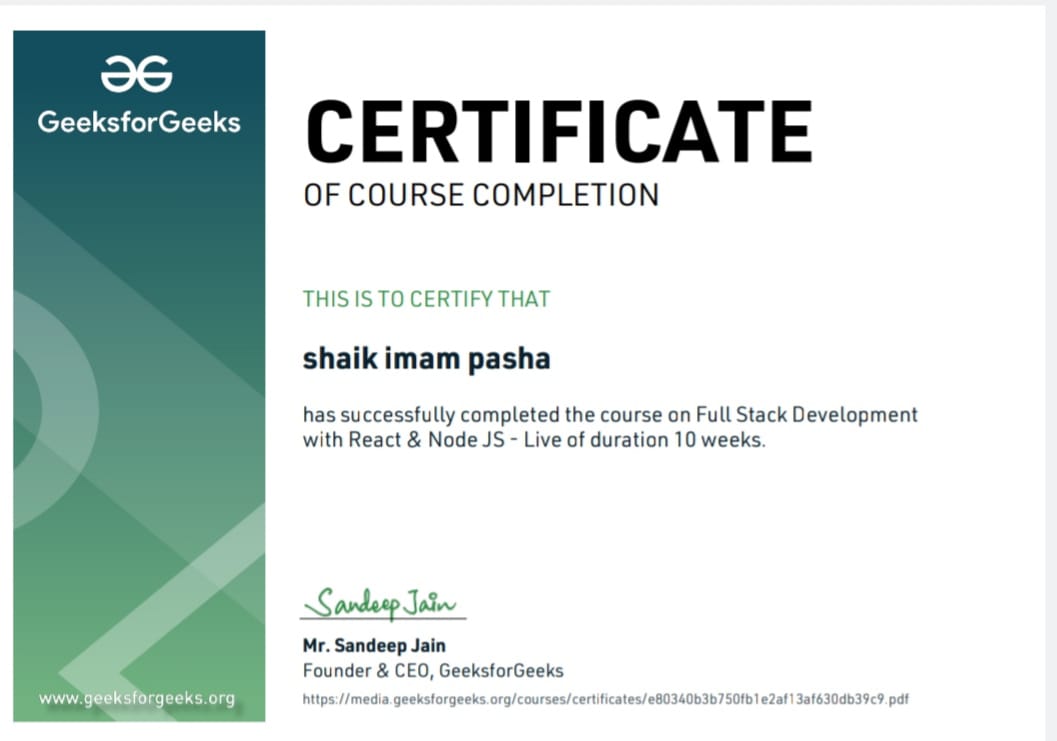 GeeksforGeeks
www.geeksforgeeks.org
CERTIFICATE
OF COURSE COMPLETION
THIS IS TO CERTIFY THAT
shaik imam pasha
has successfully completed the course on Full Stack Development
with React & Node JS - Live of duration 10 weeks.
Sandeep Jain
Mr. Sandeep Jain
Founder & CEO, GeeksforGeeks
https://media.geeksforgeeks.org/courses/certificates/e80340b3b750fb1e2af13af630db39c9.pdf